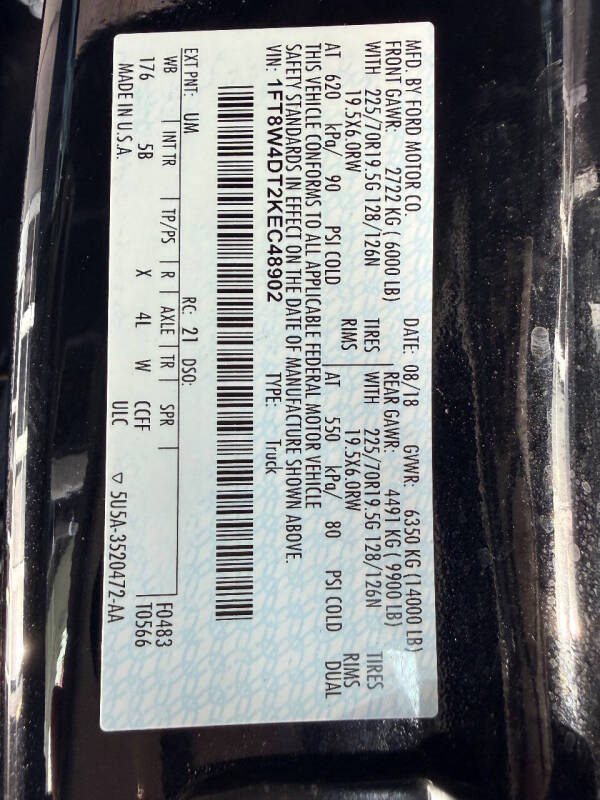 MFD. BY FORD MOTOR CO.
DATE: 08/18 GVWR: 6350 KG (14000 LB)
FRONT GAWR: 2722 KG ( 6000 LB) REAR GAWR: 4491 KG ( 9900 LB)
WITH 225/70R19.5G 128/126N TIRES WITH 225/70R19.5G 128/126N TIRES
19.5X6.0RW RIMS 19.5X6.0RW RIMS
AT 620 kPa/ 90 PSI COLD AT 550 kPa/ 80 PSI COLD DUAL
THIS VEHICLE CONFORMS TO ALL APPLICABLE FEDERAL MOTOR VEHICLE
SAFETY STANDARDS IN EFFECT ON THE DATE OF MANUFACTURE SHOWN ABOVE.
VIN: 1FT8W4DT2KEC48902 TYPE: Truck
EXT PNT: UM RC: 21 DSO:
WB INT TR TP/PS R AXLE TR SPR F0483
176 5B X 4L W CCFF T0566
MADE IN U.S.A. ULC ▽ 5U5A-3520472-AA